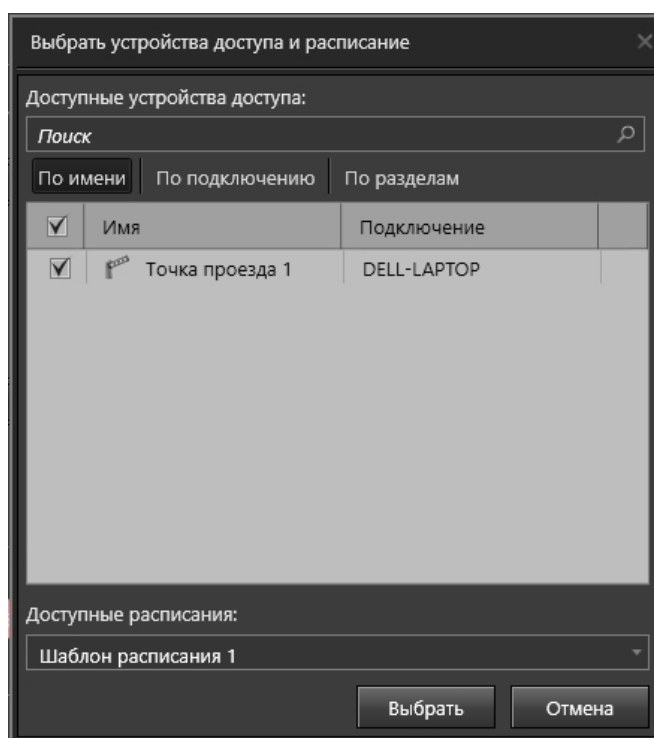 Выбрать устройства доступа и расписание
Доступные устройства доступа:
Поиск
По имени По подключению По разделам
Имя Подключение
Точка проезда 1 DELL-LAPTOP
Доступные расписания:
Шаблон расписания 1
Выбрать Отмена